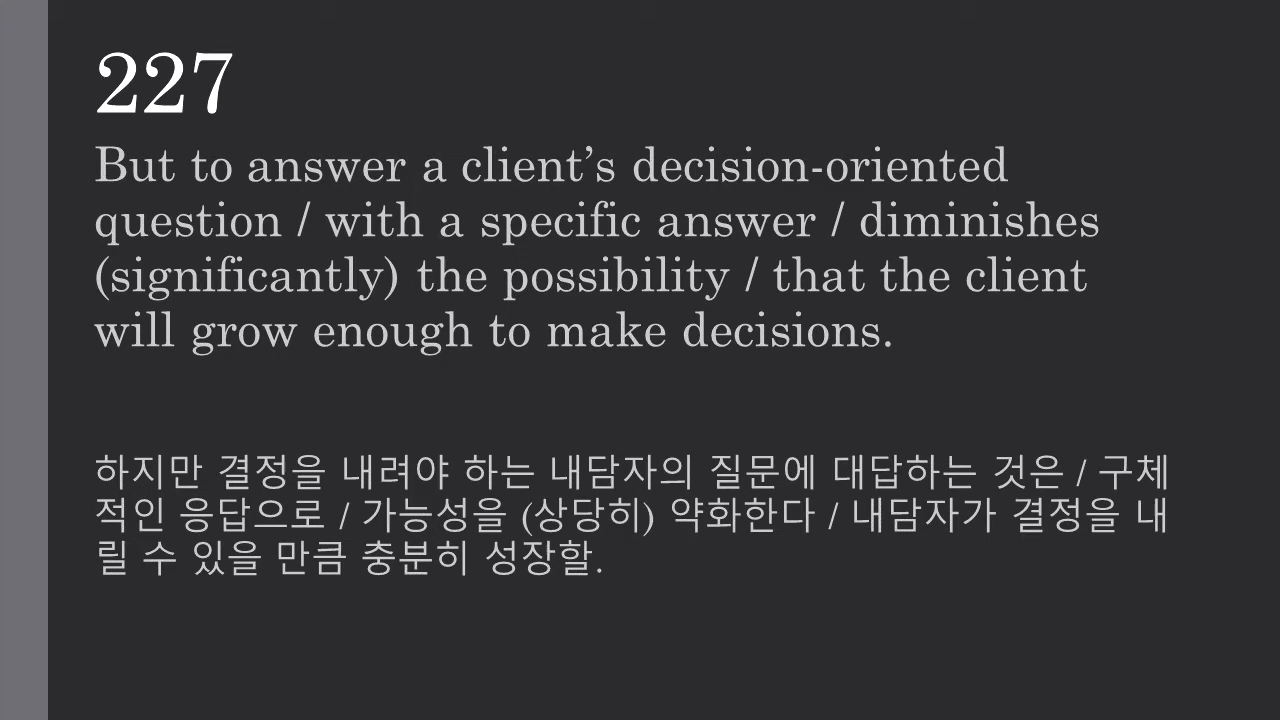 227
But to answer a client’s decision-oriented
question / with a specific answer / diminishes
(significantly) the possibility / that the client
will grow enough to make decisions.
하지만 결정을 내려야 하는 내담자의 질문에 대답하는 것은 / 구체
적인 응답으로 / 가능성을 (상당히) 약화한다 / 내담자가 결정을 내
릴 수 있을 만큼 충분히 성장할.